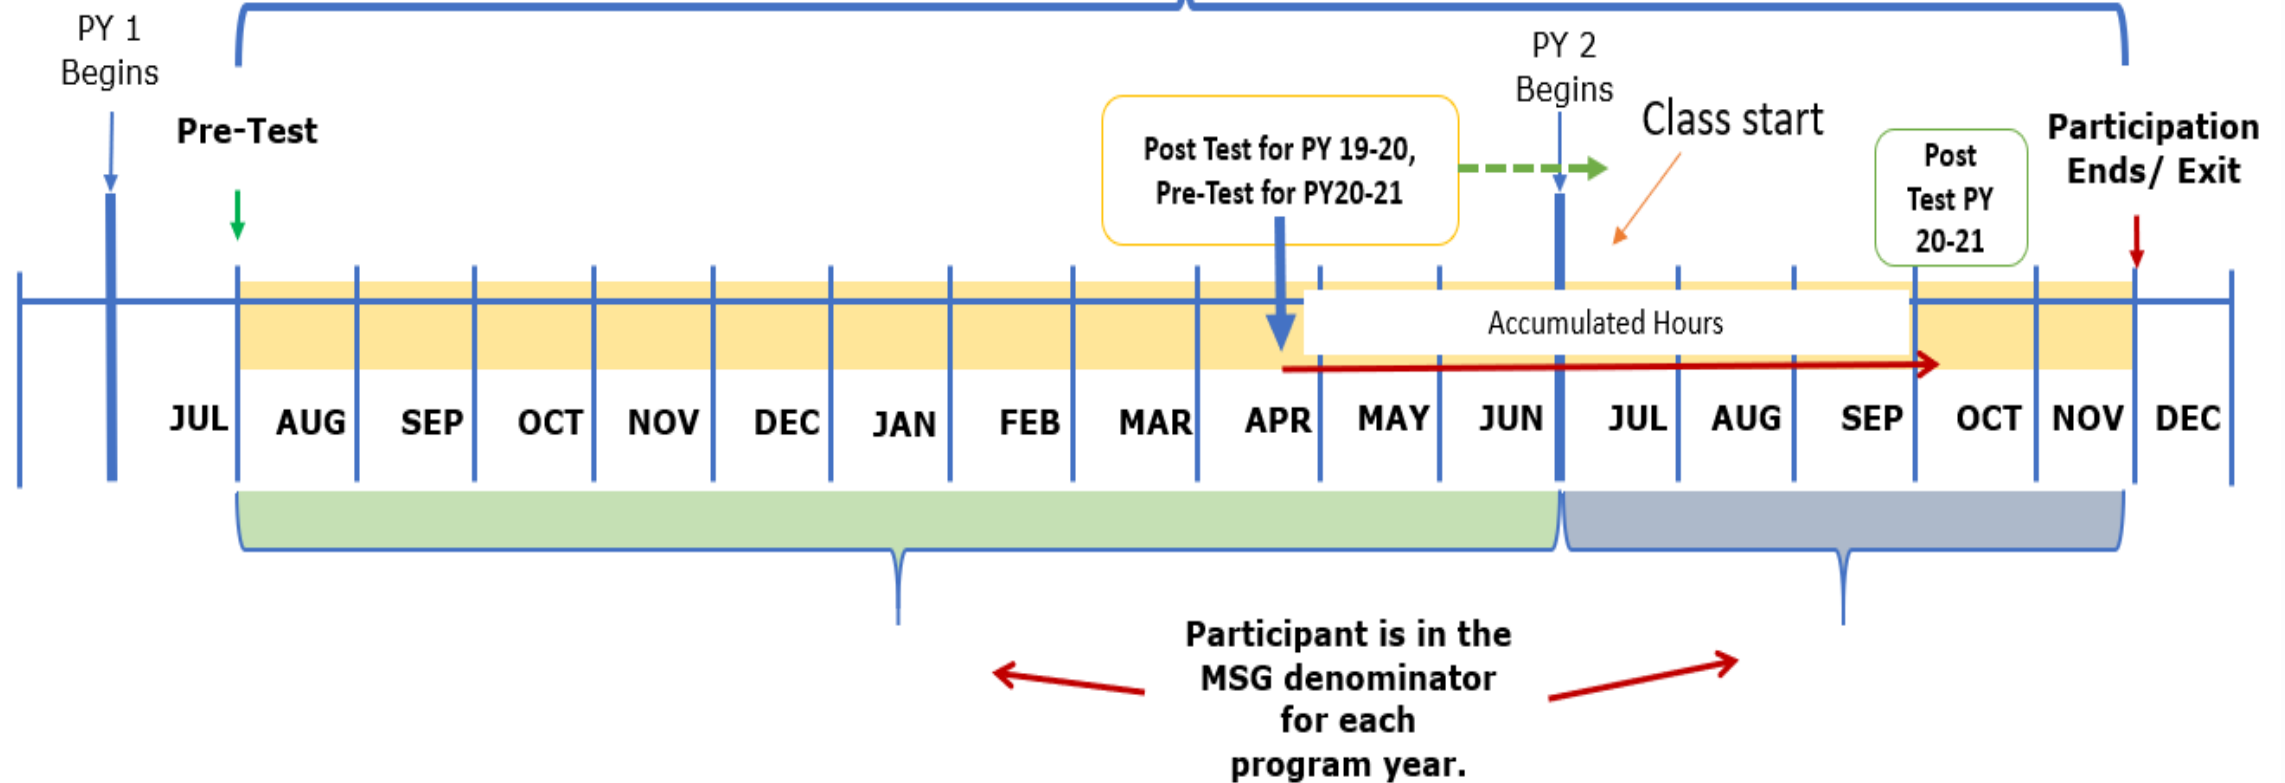 PY 1
Begins
Pre-Test
Post Test for PY 19-20,
Pre-Test for PY20-21
PY 2
Begins
Class start
Post
Test PY
20-21
Participation
Ends/ Exit
Accumulated Hours
JUL AUG SEP OCT NOV DEC JAN FEB MAR APR MAY JUN JUL AUG SEP OCT NOV DEC
Participant is in the
MSG denominator
for each
program year.